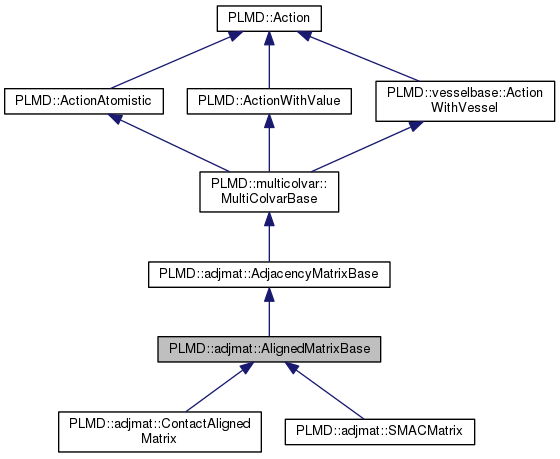 PLMD::Action
PLMD::ActionAtomistic
PLMD::ActionWithValue
PLMD::vesselbase::Action
WithVessel
PLMD::multicolvar::
MultiColvarBase
PLMD::adjmat::AdjacencyMatrixBase
PLMD::adjmat::AlignedMatrixBase
PLMD::adjmat::ContactAligned
Matrix
PLMD::adjmat::SMACMatrix